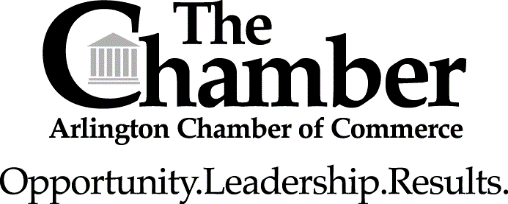 The
Chamber
Arlington Chamber of Commerce
Opportunity.Leadership.Results.